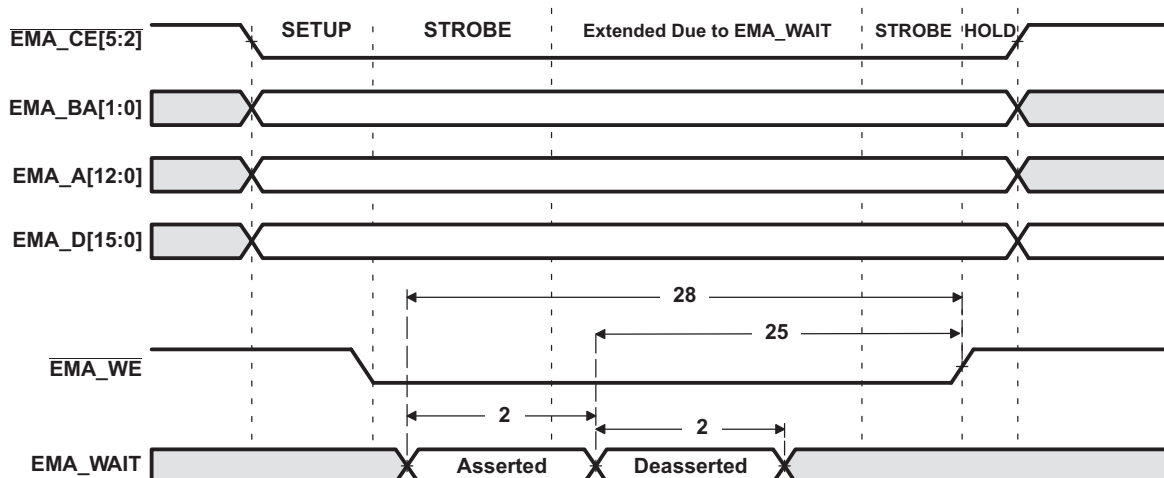 EMA_CE[5:2] SETUP STROBE Extended Due to EMA_WAIT STROBE HOLD
EMA_BA[1:0]
EMA_A[12:0]
EMA_D[15:0]
28
25
EMA_WE
2
2
EMA_WAIT Asserted Deasserted